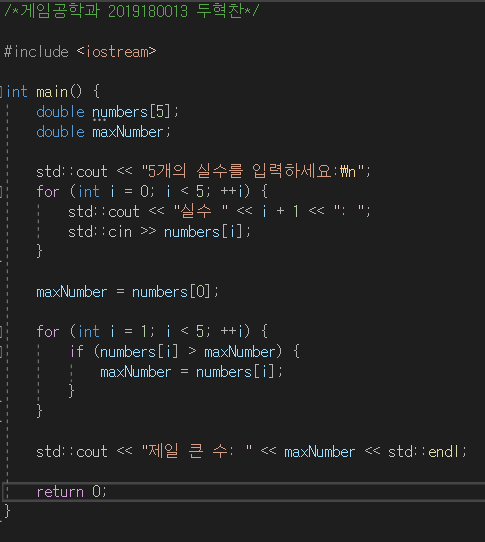 /*게임공학과 2019180013 두혁찬*/
#include <iostream>
int main() {
double numbers[5];
double maxNumber;
std::cout << "5개의 실수를 입력하세요:₩n";
for (int i = 0; i < 5; ++i) {
std::cout << "실수 " << i + 1 << ": ";
std::cin >> numbers[i];
}
maxNumber = numbers[0];
for (int i = 1; i < 5; ++i) {
if (numbers[i] > maxNumber) {
maxNumber = numbers[i];
}
}
std::cout << "제일 큰 수: " << maxNumber << std::endl;
return 0;
}